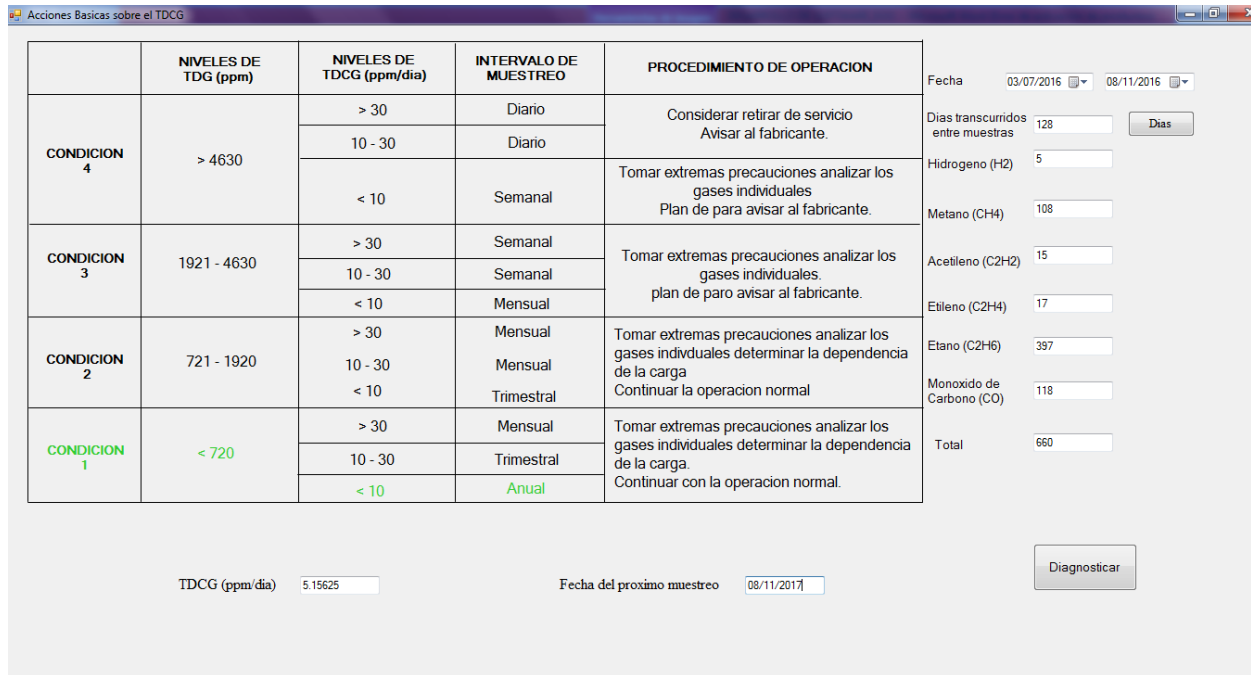 Acciones Basicas sobre el TDCG
NIVELES DE
TDG (ppm)
NIVELES DE
TDCG (ppm/dia)
INTERVALO DE
MUESTREO
PROCEDIMIENTO DE OPERACION
CONDICION
4
> 4630
> 30
Diario
10 - 30
Diario
Considerar retirar de servicio
Avisar al fabricante.
< 10
Semanal
Tomar extremas precauciones analizar los
gases individuales
Plan de para avisar al fabricante.
CONDICION
3
1921 - 4630
> 30
Semanal
10 - 30
Semanal
< 10
Mensual
Tomar extremas precauciones analizar los
gases individuales.
plan de paro avisar al fabricante.
CONDICION
2
721 - 1920
> 30
Mensual
10 - 30
Mensual
< 10
Trimestral
Tomar extremas precauciones analizar los
gases indivduales determinar la dependencia
de la carga
Continuar la operacion normal
CONDICION
1
< 720
> 30
Mensual
10 - 30
Trimestral
< 10
Anual
Tomar extremas precauciones analizar los
gases individuales determinar la dependencia
de la carga.
Continuar con la operacion normal.
Fecha 03/07/2016 08/11/2016
Dias transcurridos
entre muestras
128
Dias
Hidrogeno (H2) 5
Metano (CH4) 108
Acetileno (C2H2) 15
Etileno (C2H4) 17
Etano (C2H6) 397
Monoxido de
Carbono (CO)
118
Total 660
TDCG (ppm/dia) 5.15625
Fecha del proximo muestreo 08/11/2017
Diagnosticar